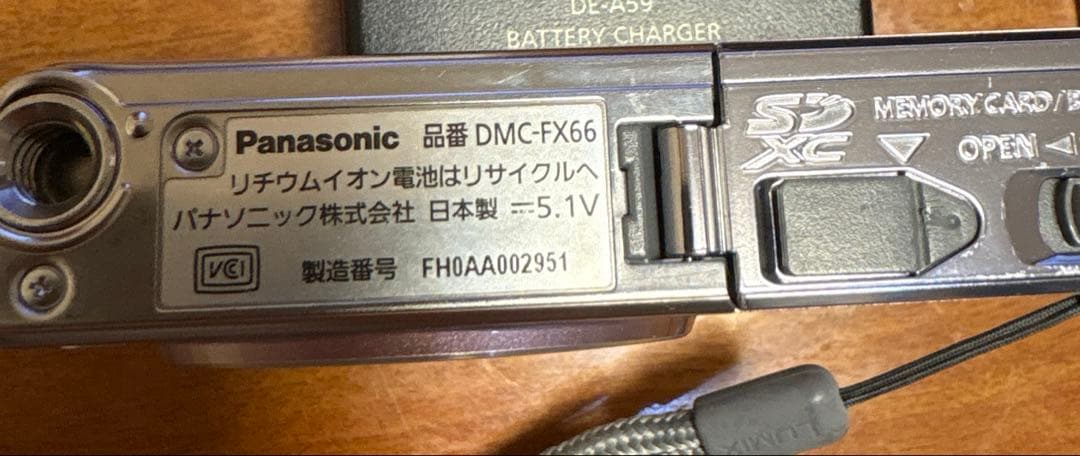 DE-A59
BATTERY CHARGER
Panasonic 品番 DMC-FX66
リチウムイオン電池はリサイクルへ
パナソニック株式会社 日本製 ⎓5.1V
VCI 製造番号 FH0AA002951
SD
XC
MEMORY CARD/
OPEN ◁
LUMIX